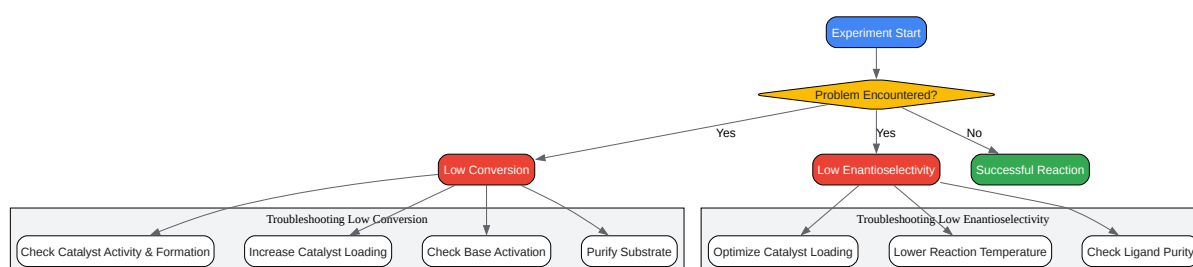 Experiment Start
Problem Encountered?
Yes
Yes
No
Low Conversion
Low Enantioselectivity
Successful Reaction
Troubleshooting Low Conversion
Troubleshooting Low Enantioselectivity
Check Catalyst Activity & Formation
Increase Catalyst Loading
Check Base Activation
Purify Substrate
Optimize Catalyst Loading
Lower Reaction Temperature
Check Ligand Purity